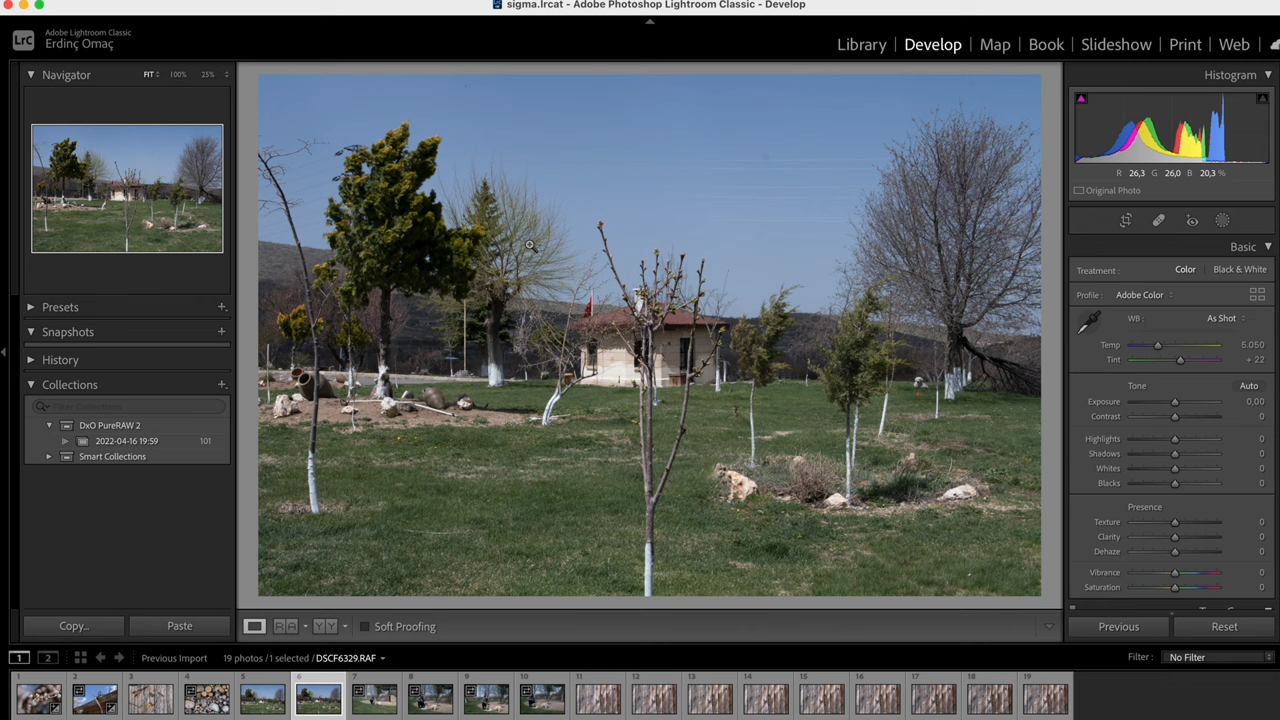 sigma.lrcat - Adobe Photoshop Lightroom Classic - Develop
LrC
Adobe Lightroom Classic
Erdinç Omaç
Library | Develop | Map | Book | Slideshow | Print | Web
Navigator FIT 100% 25%
Histogram
R 26,3 G 26,0 B 20,3 %
Original Photo
Basic
Treatment : Color Black & White
Profile : Adobe Color
WB : As Shot
Temp 5.050
Tint + 22
Tone Auto
Exposure 0,00
Contrast 0
Highlights 0
Shadows 0
Whites 0
Blacks 0
Presence
Texture 0
Clarity 0
Dehaze 0
Vibrance 0
Saturation 0
Presets
Snapshots
History
Collections
Filter Collections
DxO PureRAW 2
2022-04-16 19:59 101
Smart Collections
Copy... Paste
R A Y Y Soft Proofing
Previous Reset
1 2 Previous Import 19 photos / 1 selected / DSCF6329.RAF
Filter : No Filter
1 2 3 4 5 6 7 8 9 10 11 12 13 14 15 16 17 18 19